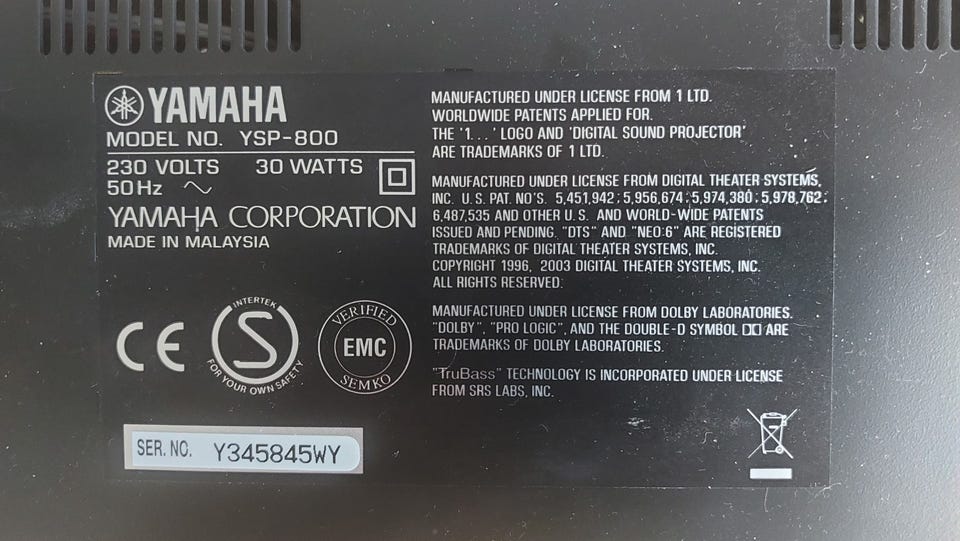 YAMAHA
MODEL NO. YSP-800
230 VOLTS 30 WATTS
50Hz ~
YAMAHA CORPORATION
MADE IN MALAYSIA
CE
INTERTEK
S
FOR YOUR OWN SAFETY
VERIFIED
EMC
SEMKO
SER. NO. Y345845WY
MANUFACTURED UNDER LICENSE FROM 1 LTD.
WORLDWIDE PATENTS APPLIED FOR.
THE '1...' LOGO AND 'DIGITAL SOUND PROJECTOR'
ARE TRADEMARKS OF 1 LTD.
MANUFACTURED UNDER LICENSE FROM DIGITAL THEATER SYSTEMS,
INC. U.S. PAT. NO'S. 5,451,942; 5,956,674; 5,974,380; 5,978,762;
6,487,535 AND OTHER U.S. AND WORLD-WIDE PATENTS
ISSUED AND PENDING. "DTS" AND "NEO:6" ARE REGISTERED
TRADEMARKS OF DIGITAL THEATER SYSTEMS, INC.
COPYRIGHT 1996, 2003 DIGITAL THEATER SYSTEMS, INC.
ALL RIGHTS RESERVED.
MANUFACTURED UNDER LICENSE FROM DOLBY LABORATORIES.
"DOLBY", "PRO LOGIC", AND THE DOUBLE-D SYMBOL ARE
TRADEMARKS OF DOLBY LABORATORIES.
"TruBass" TECHNOLOGY IS INCORPORATED UNDER LICENSE
FROM SRS LABS, INC.